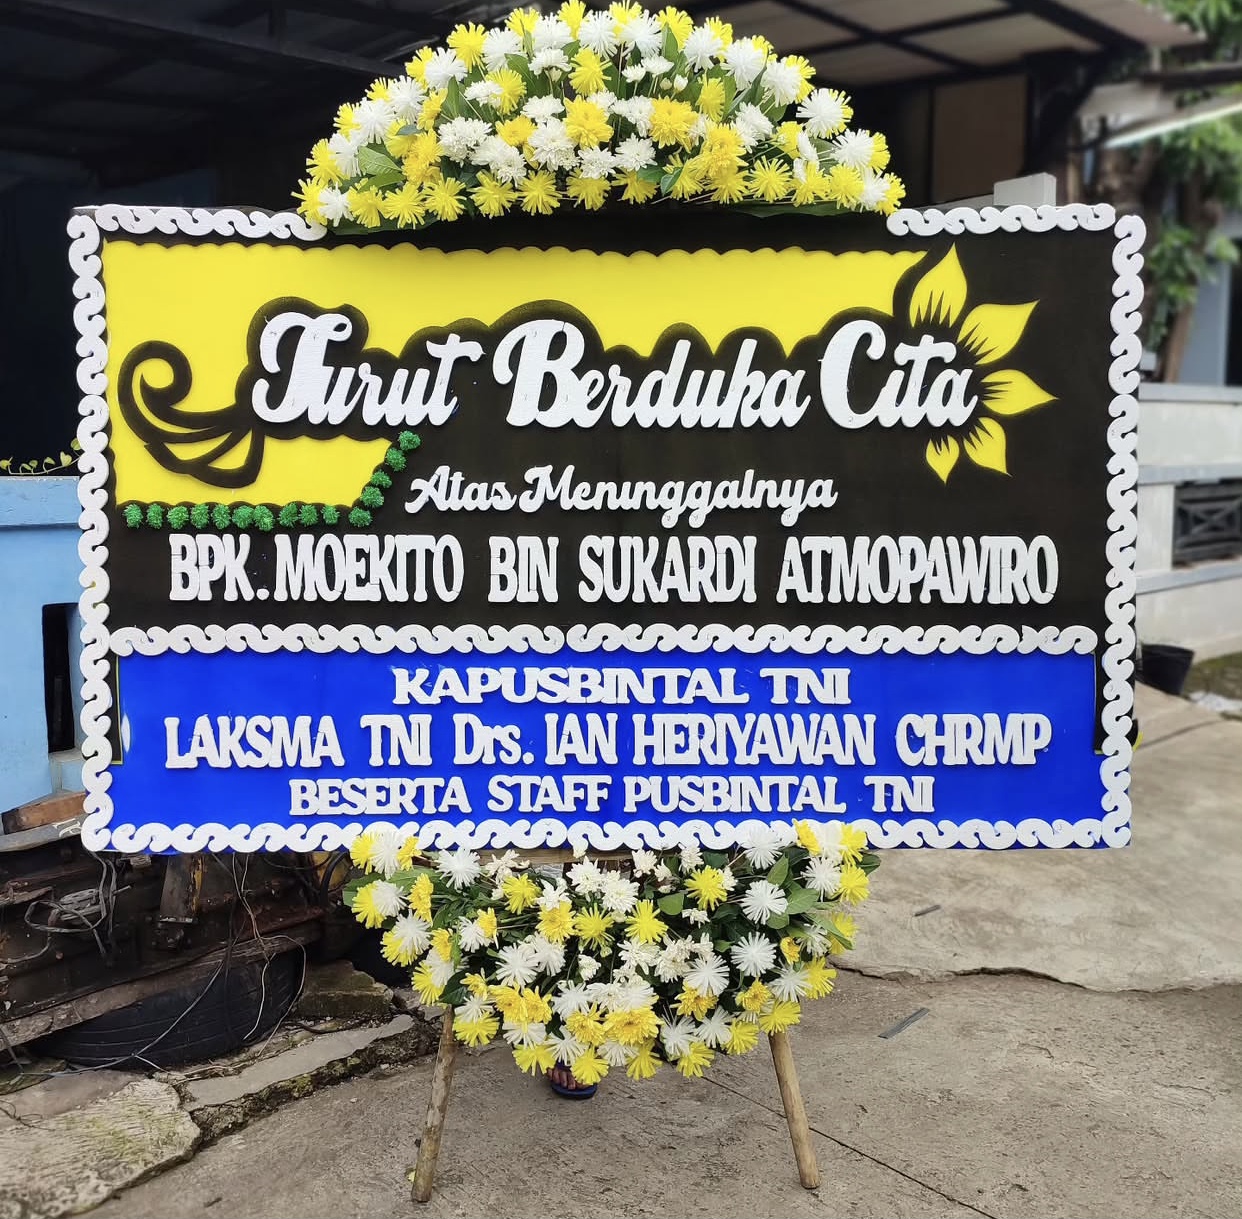 Turut Berduka Cita
Atas Meninggalnya
BPK. MOEKITO BIN SUKARDI ATMOPAWIRO
KAPUSBINTAL TNI
LAKSMA TNI Drs. IAN HERIYAWAN CHRMP
BESERTA STAFF PUSBINTAL TNI